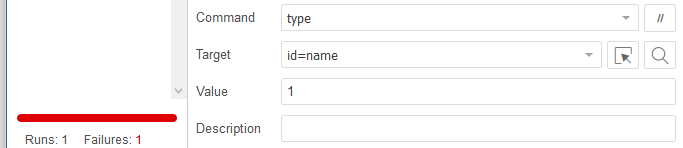 Command type //
Target id=name
Value 1
Description
Runs: 1 Failures: 1